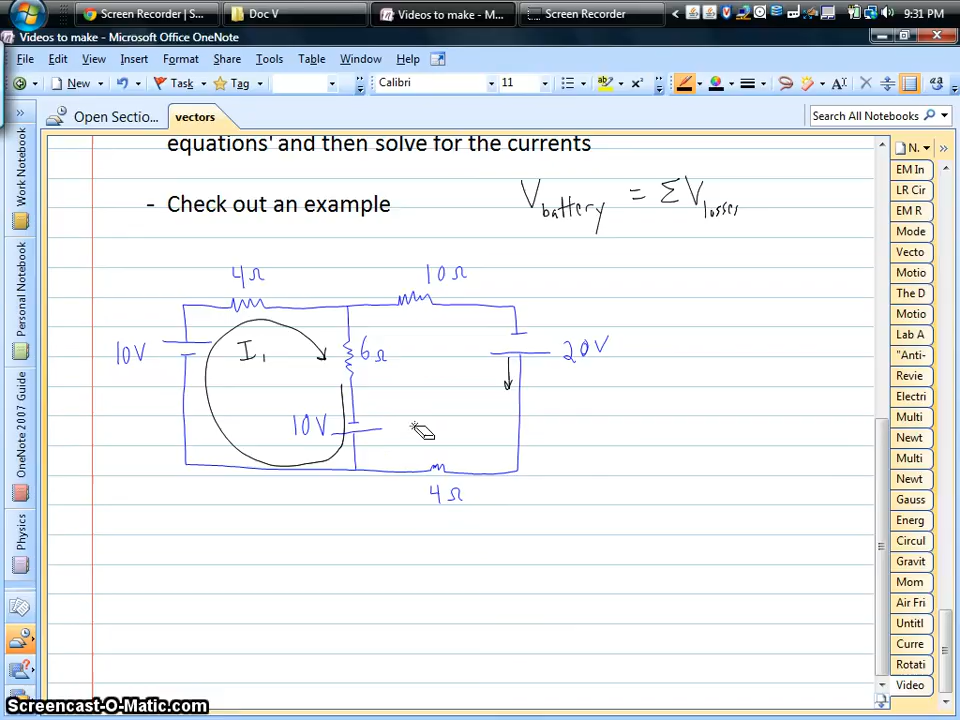 Screen Recorder | S...
Doc V
Videos to make - M...
Screen Recorder
9:31 PM
Videos to make - Microsoft Office OneNote
File Edit View Insert Format Share Tools Table Window Help
New Task Tag Calibri 11
Open Sectio... vectors Search All Notebooks
equations' and then solve for the currents
- Check out an example
V battery = Σ V losses
4Ω 10Ω
10V I₁ 6Ω 20V
10V
4Ω
Work Notebook
Personal Notebook
OneNote 2007 Guide
Physics
N.
EM In
LR Cir
EM R
Mode
Vecto
Motio
The D
Motio
Lab A
"Anti-
Revie
Electri
Multi
Newt
Multi
Newt
Gauss
Energ
Circul
Gravit
Mom
Air Fri
Untitl
Curre
Rotati
Video
Screencast-O-Matic.com